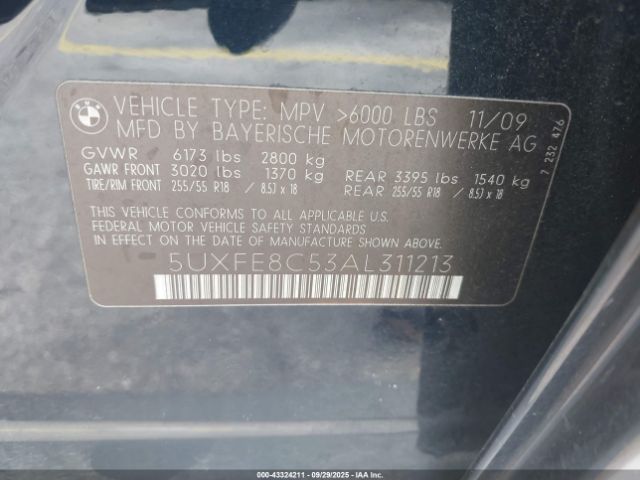 BMW
VEHICLE TYPE: MPV >6000 LBS 11/09
MFD BY BAYERISCHE MOTORENWERKE AG
GVWR 6173 lbs 2800 kg
GAWR FRONT 3020 lbs 1370 kg REAR 3395 lbs 1540 kg
TIRE/RIM FRONT 255/55 R18 / 8.5J x 18 REAR 255/55 R18 / 8.5J x 18
THIS VEHICLE CONFORMS TO ALL APPLICABLE U.S.
FEDERAL MOTOR VEHICLE SAFETY STANDARDS
IN EFFECT ON THE DATE OF MANUFACTURE SHOWN ABOVE.
5UXFE8C53AL311213
7 232 476
000-43324211 - 09/29/2025 - IAAI.COM